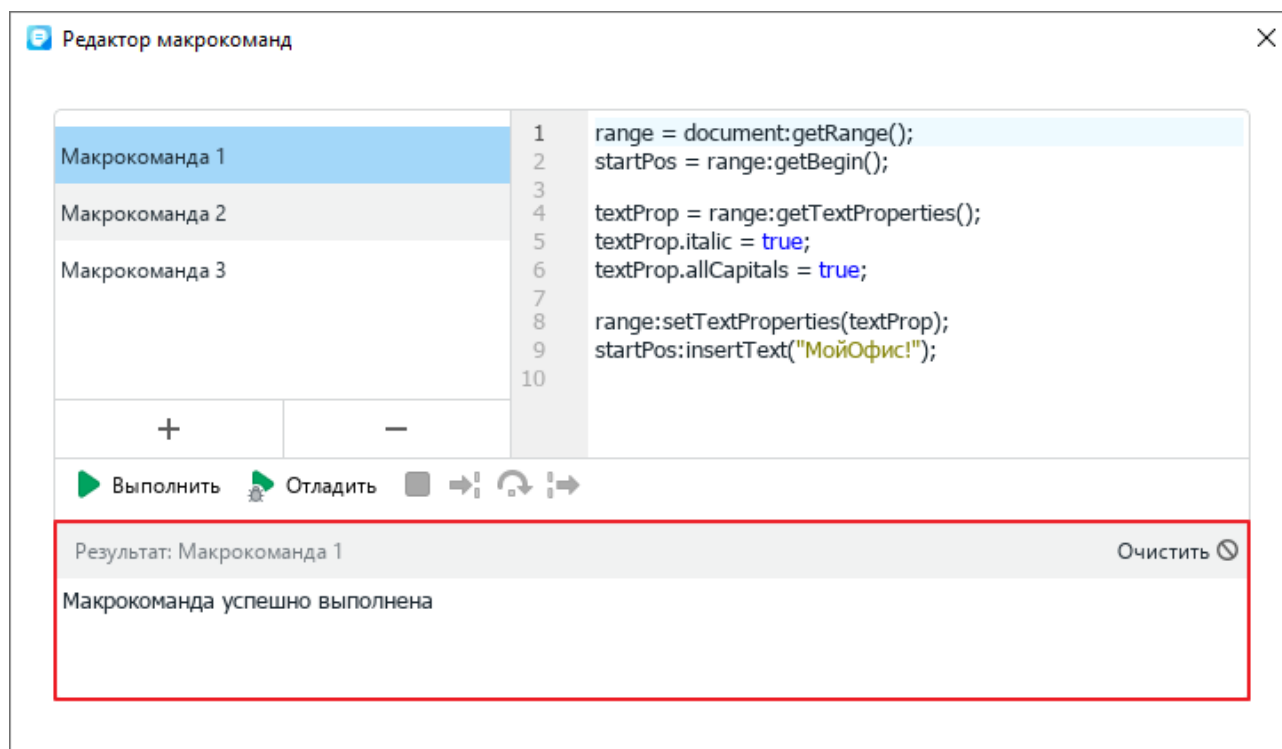 Редактор макрокоманд
Макрокоманда 1
Макрокоманда 2
Макрокоманда 3
1 range = document:getRange();
2 startPos = range:getBegin();
3
4 textProp = range:getTextProperties();
5 textProp.italic = true;
6 textProp.allCapitals = true;
7
8 range:setTextProperties(textProp);
9 startPos:insertText("МойОфис!");
10
Выполнить Отладить
Результат: Макрокоманда 1 Очистить
Макрокоманда успешно выполнена